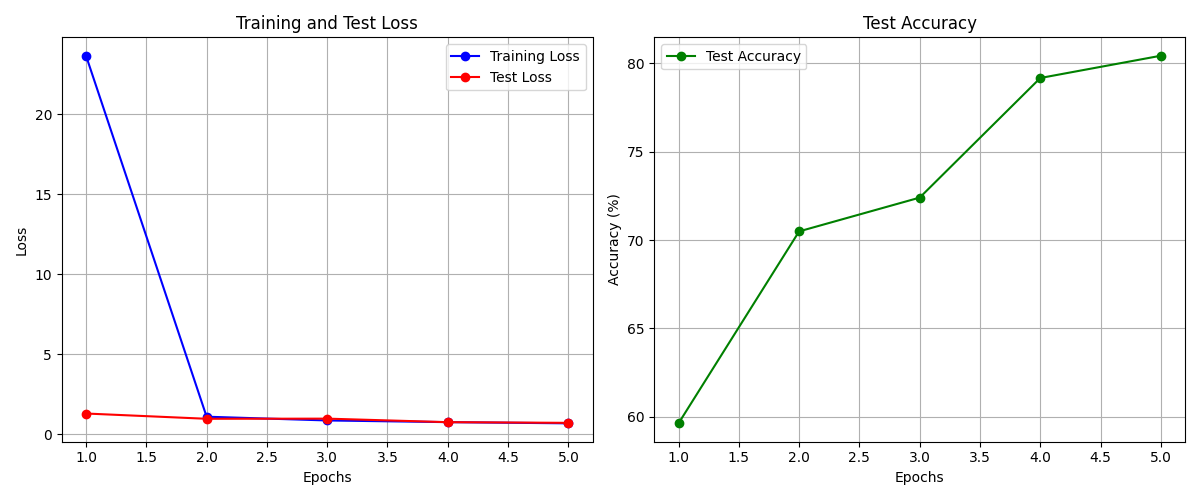 Training and Test Loss
Training Loss
Test Loss
20
15
10
5
0
Loss
1.0 1.5 2.0 2.5 3.0 3.5 4.0 4.5 5.0
Epochs
Test Accuracy
Test Accuracy
80
75
70
65
60
Accuracy (%)
1.0 1.5 2.0 2.5 3.0 3.5 4.0 4.5 5.0
Epochs